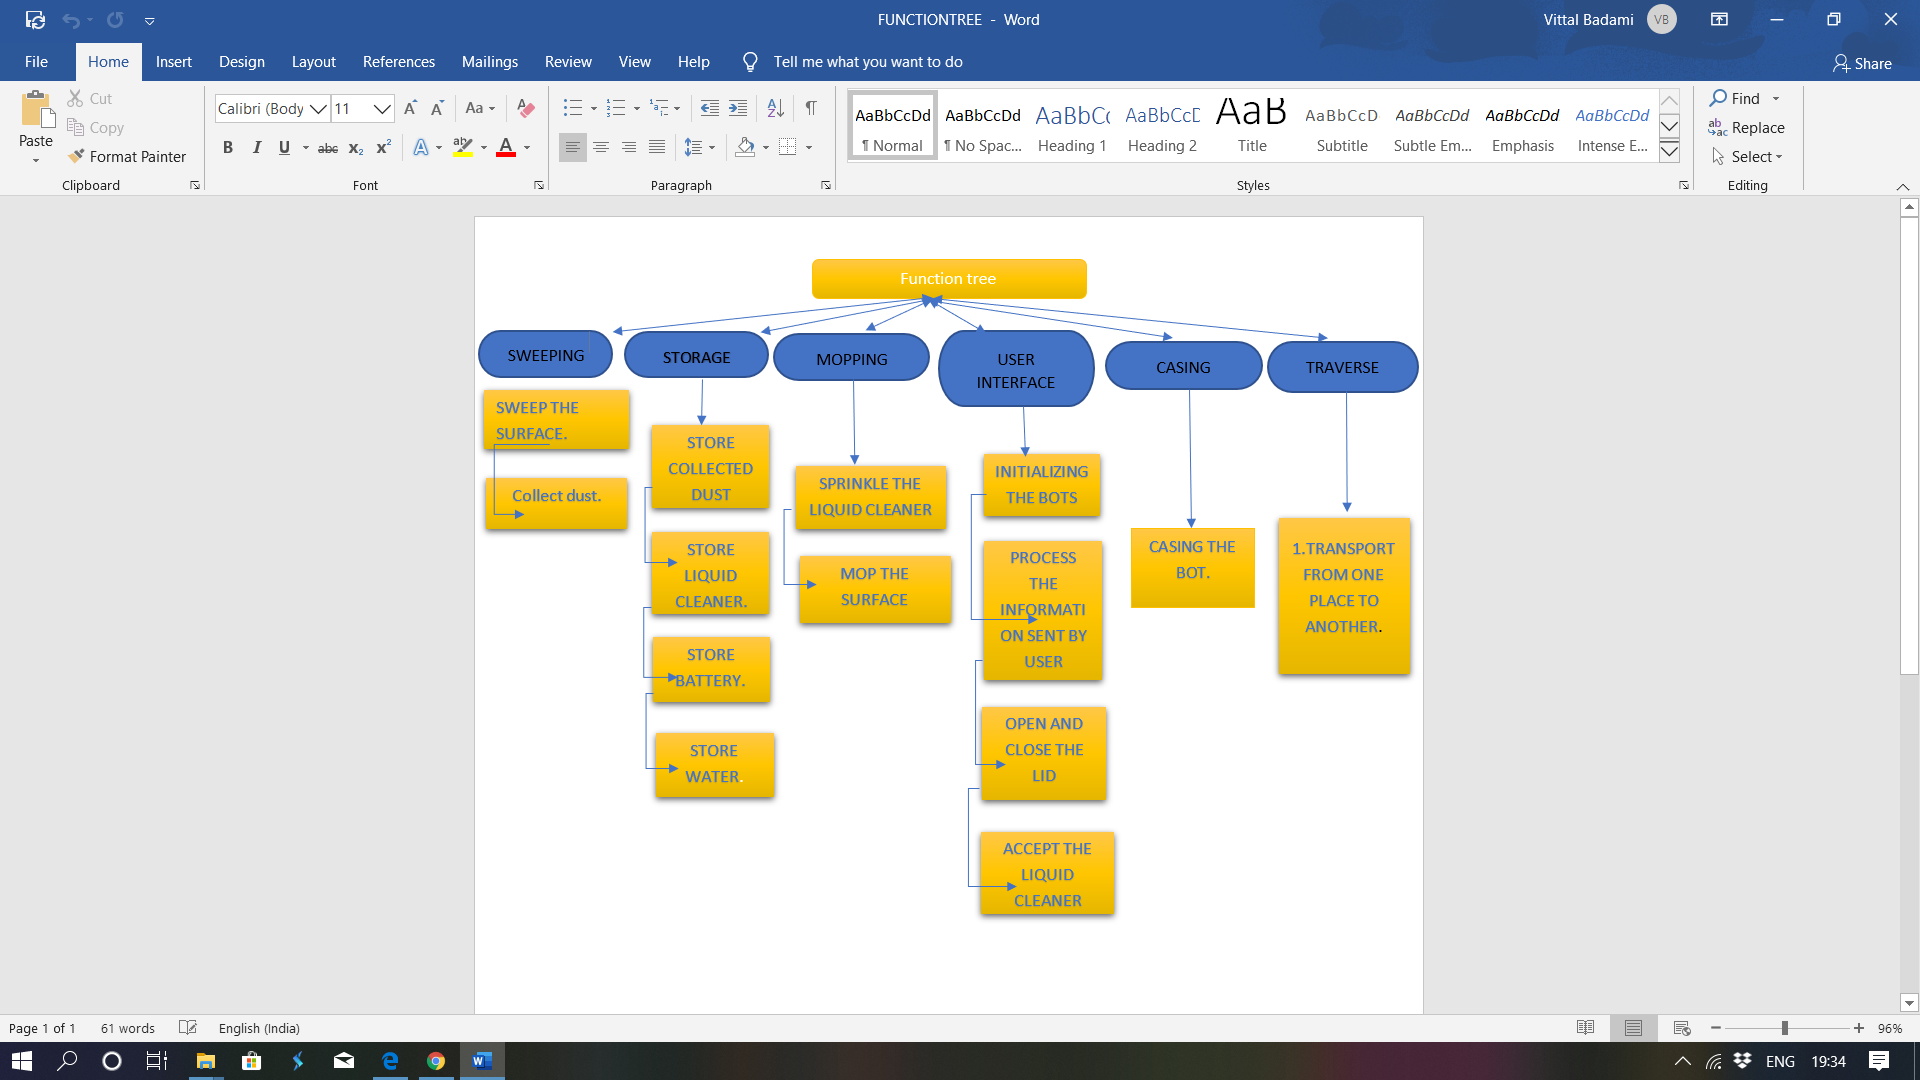 FUNCTIONTREE - Word
Vittal Badami
VB
File
Home
Insert
Design
Layout
References
Mailings
Review
View
Help
Tell me what you want to do
Share
Paste
Cut
Copy
Format Painter
Clipboard
Calibri (Body
11
Aa
B I U abc x₂ x² A ab A
Font
Paragraph
AaBbCcDd
¶ Normal
AaBbCcDd
¶ No Spac...
AaBbCc
Heading 1
AaBbCcD
Heading 2
AaB
Title
AaBbCcD
Subtitle
AaBbCcDd
Subtle Em...
AaBbCcDd
Emphasis
AaBbCcDd
Intense E...
Styles
Find
Replace
Select
Editing
Function tree
SWEEPING
STORAGE
MOPPING
USER
INTERFACE
CASING
TRAVERSE
SWEEP THE
SURFACE.
Collect dust.
STORE
COLLECTED
DUST
STORE
LIQUID
CLEANER.
STORE
BATTERY.
STORE
WATER.
SPRINKLE THE
LIQUID CLEANER
MOP THE
SURFACE
INITIALIZING
THE BOTS
PROCESS
THE
INFORMATI
ON SENT BY
USER
OPEN AND
CLOSE THE
LID
ACCEPT THE
LIQUID
CLEANER
CASING THE
BOT.
1.TRANSPORT
FROM ONE
PLACE TO
ANOTHER.
Page 1 of 1
61 words
English (India)
96%
ENG
19:34